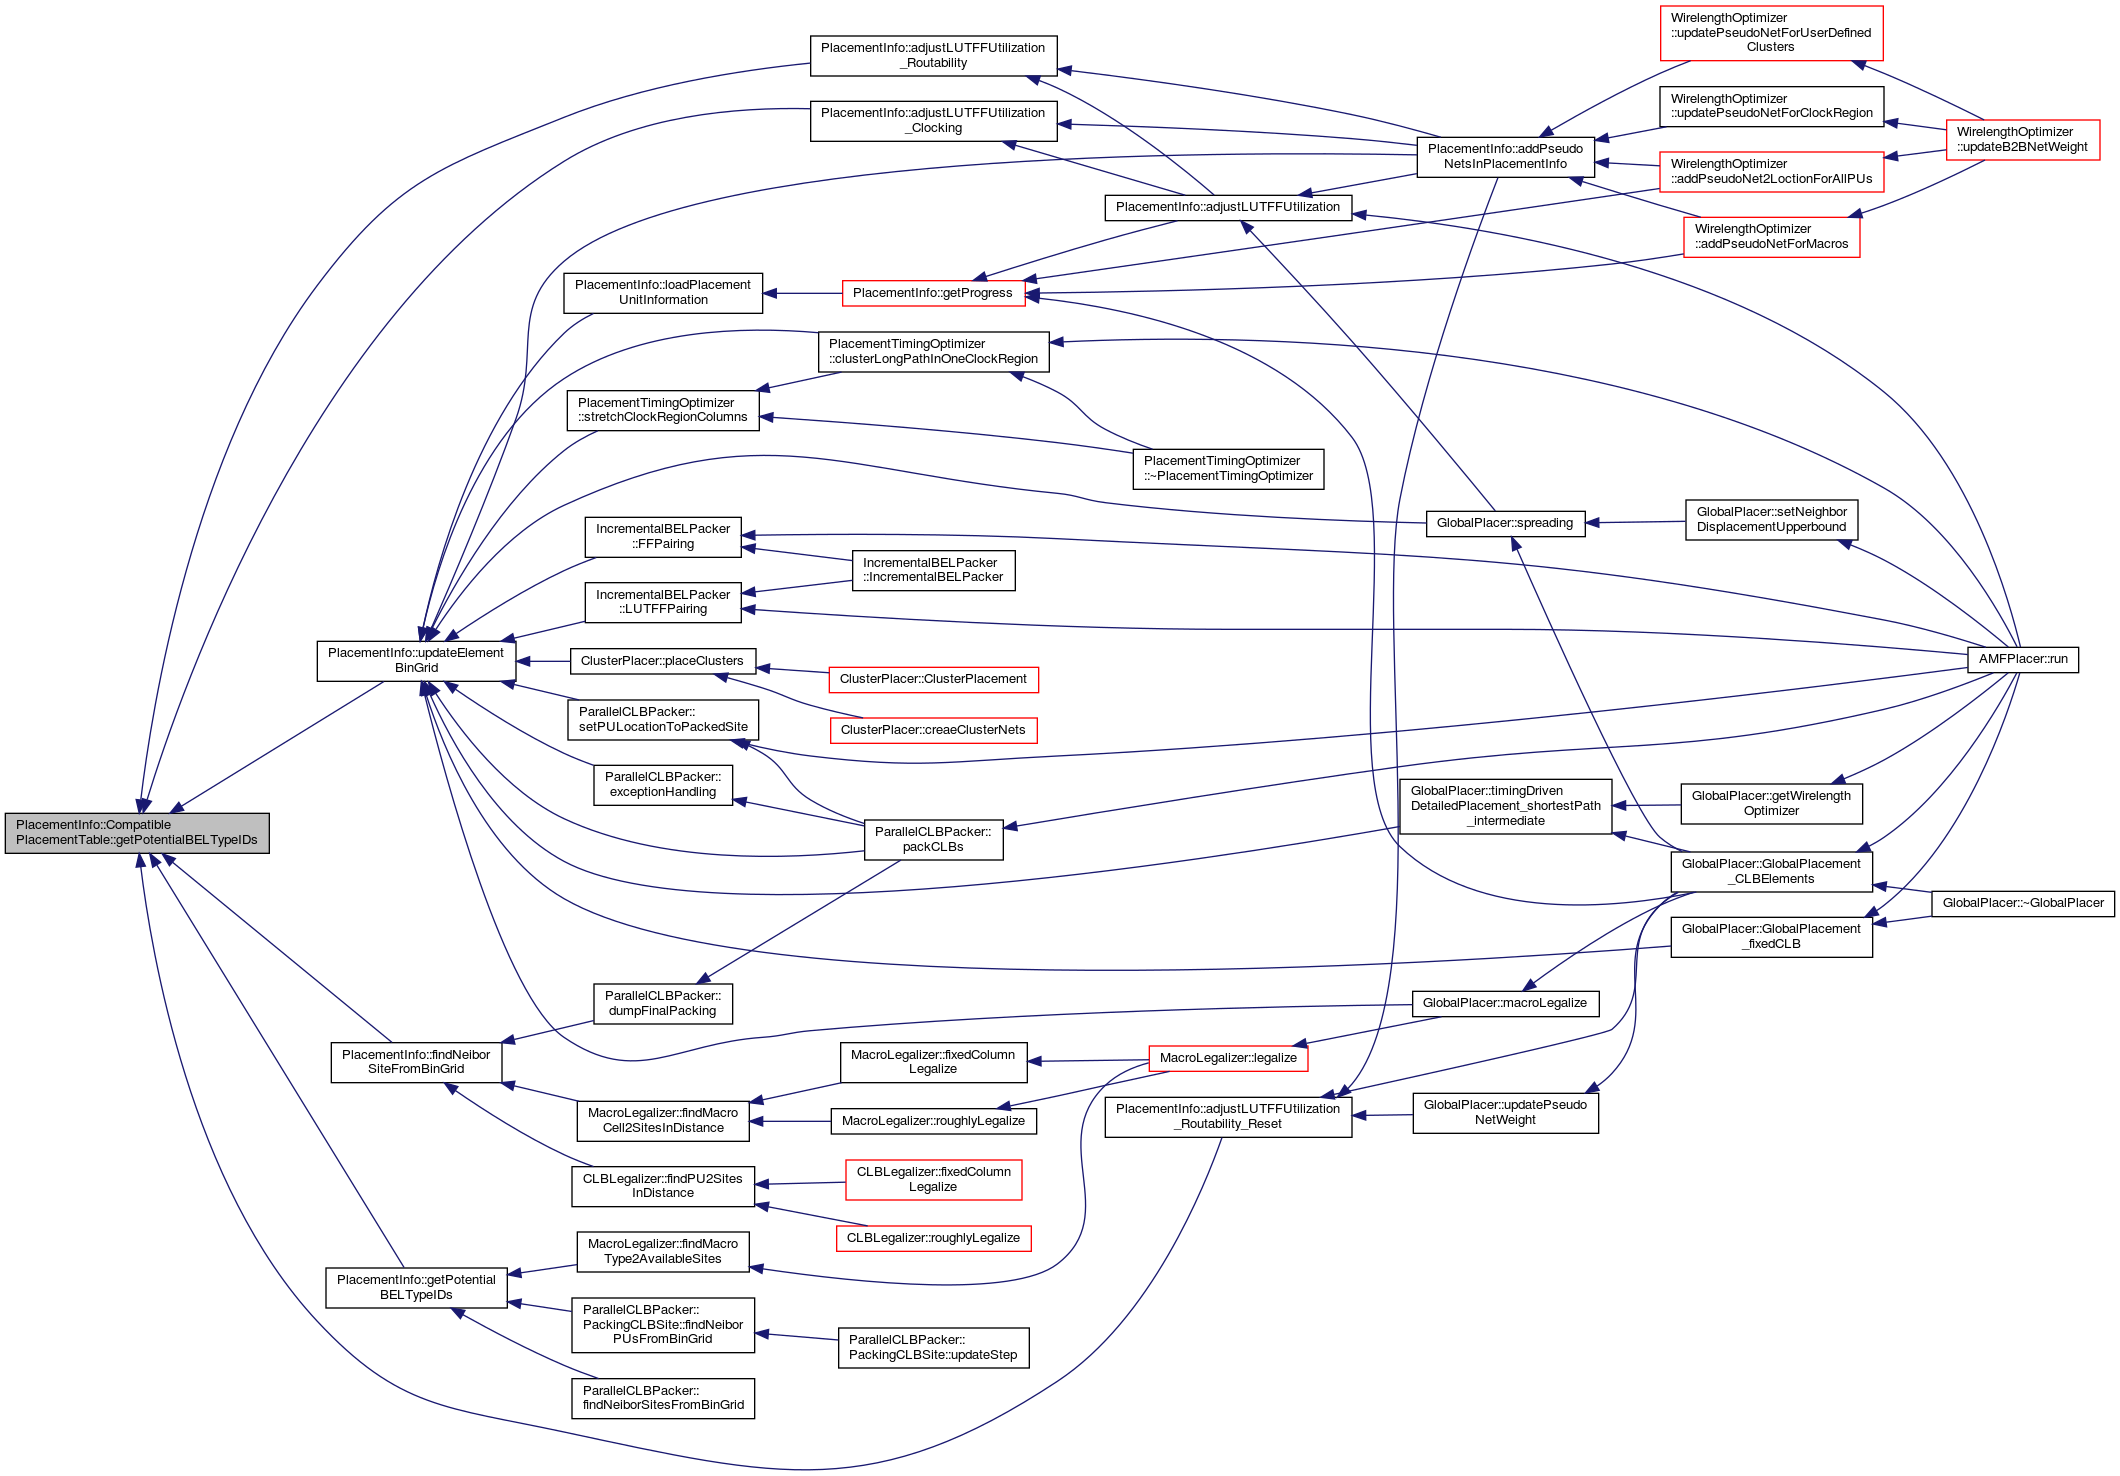 WirelengthOptimizer
::updatePseudoNetForUserDefined
Clusters
PlacementInfo::adjustLUTFFUtilization
_Routability
WirelengthOptimizer
::updatePseudoNetForClockRegion
PlacementInfo::adjustLUTFFUtilization
_Clocking
WirelengthOptimizer
::updateB2BNetWeight
PlacementInfo::addPseudo
NetsInPlacementInfo
WirelengthOptimizer
::addPseudoNet2LoctionForAllPUs
PlacementInfo::adjustLUTFFUtilization
WirelengthOptimizer
::addPseudoNetForMacros
PlacementInfo::loadPlacement
UnitInformation
PlacementInfo::getProgress
PlacementTimingOptimizer
::clusterLongPathInOneClockRegion
PlacementTimingOptimizer
::stretchClockRegionColumns
PlacementTimingOptimizer
::~PlacementTimingOptimizer
GlobalPlacer::spreading
GlobalPlacer::setNeighbor
DisplacementUpperbound
IncrementalBELPacker
::FFPairing
IncrementalBELPacker
::IncrementalBELPacker
IncrementalBELPacker
::LUTFFPairing
PlacementInfo::updateElement
BinGrid
ClusterPlacer::placeClusters
ClusterPlacer::ClusterPlacement
AMFPlacer::run
ParallelCLBPacker::
setPULocationToPackedSite
ClusterPlacer::creaeClusterNets
ParallelCLBPacker::
exceptionHandling
GlobalPlacer::timingDriven
DetailedPlacement_shortestPath
_intermediate
GlobalPlacer::getWirelength
Optimizer
PlacementInfo::Compatible
PlacementTable::getPotentialBELTypeIDs
ParallelCLBPacker::
packCLBs
GlobalPlacer::GlobalPlacement
_CLBElements
GlobalPlacer::~GlobalPlacer
GlobalPlacer::GlobalPlacement
_fixedCLB
ParallelCLBPacker::
dumpFinalPacking
GlobalPlacer::macroLegalize
PlacementInfo::findNeibor
SiteFromBinGrid
MacroLegalizer::fixedColumn
Legalize
MacroLegalizer::legalize
MacroLegalizer::findMacro
Cell2SitesInDistance
MacroLegalizer::roughlyLegalize
PlacementInfo::adjustLUTFFUtilization
_Routability_Reset
GlobalPlacer::updatePseudo
NetWeight
CLBLegalizer::findPU2Sites
InDistance
CLBLegalizer::fixedColumn
Legalize
CLBLegalizer::roughlyLegalize
MacroLegalizer::findMacro
Type2AvailableSites
PlacementInfo::getPotential
BELTypeIDs
ParallelCLBPacker::
PackingCLBSite::findNeibor
PUsFromBinGrid
ParallelCLBPacker::
PackingCLBSite::updateStep
ParallelCLBPacker::
findNeiborSitesFromBinGrid